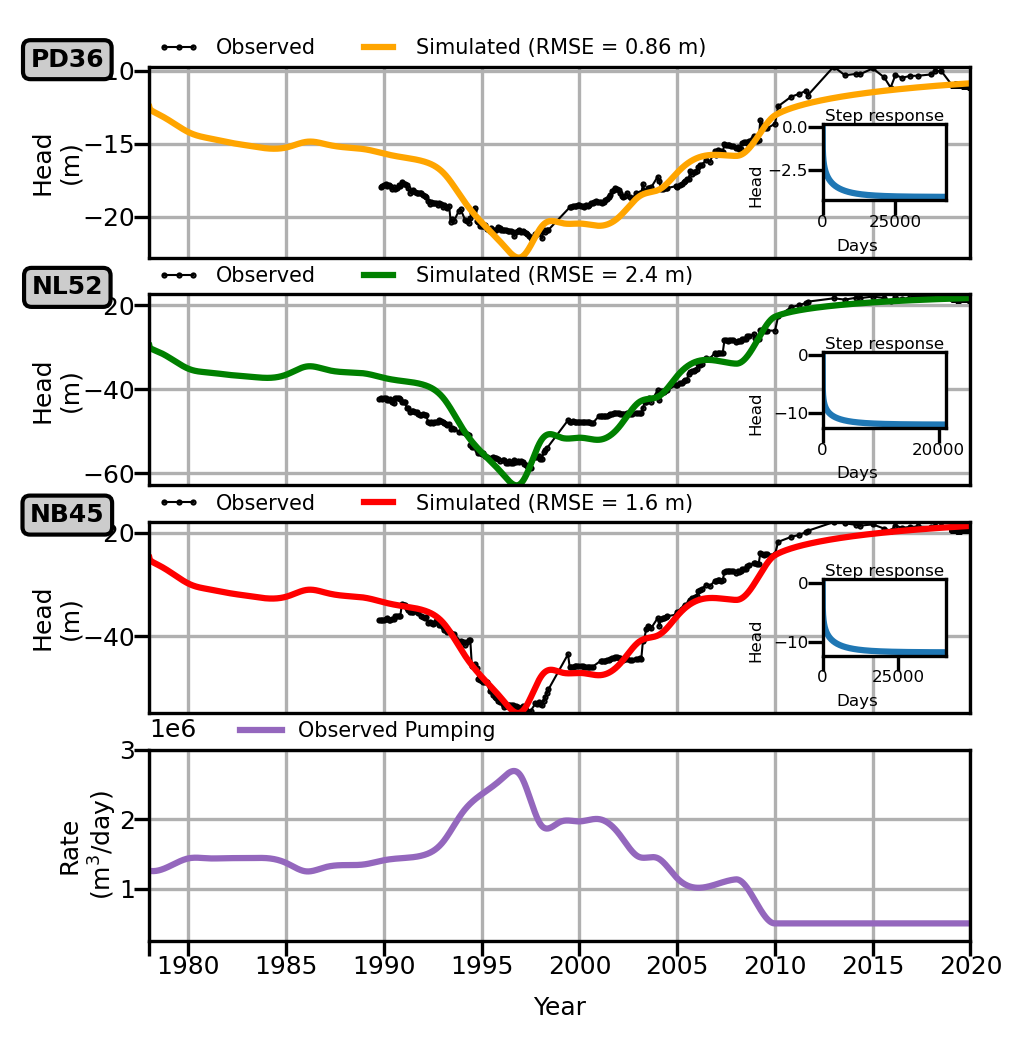 PD36
Observed
Simulated (RMSE = 0.86 m)
10
−15
−20
Head
(m)
Step response
0.0
−2.5
Head
0
25000
Days
NL52
Observed
Simulated (RMSE = 2.4 m)
20
−40
−60
Head
(m)
Step response
0
−10
Head
0
20000
Days
NB45
Observed
Simulated (RMSE = 1.6 m)
20
−40
Head
(m)
Step response
0
−10
Head
0
25000
Days
1e6
Observed Pumping
3
2
1
Rate
(m³/day)
1980 1985 1990 1995 2000 2005 2010 2015 2020
Year